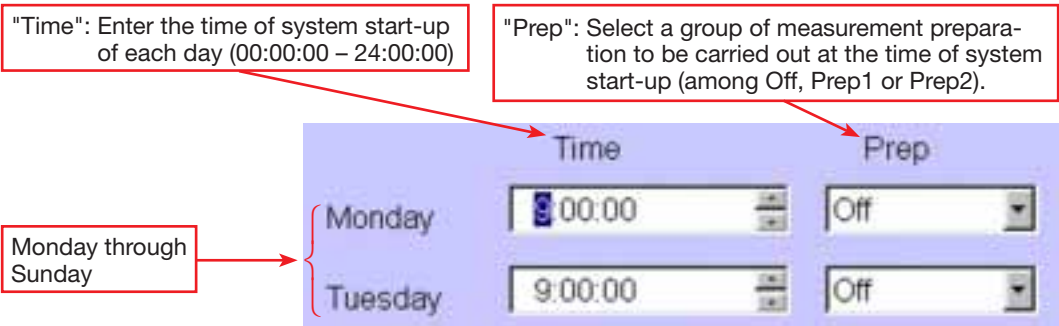 "Time": Enter the time of system start-up
of each day (00:00:00 – 24:00:00)
"Prep": Select a group of measurement prepara-
tion to be carried out at the time of system
start-up (among Off, Prep1 or Prep2).
Time Prep
Monday 9:00:00 Off
Monday through
Sunday
Tuesday 9:00:00 Off